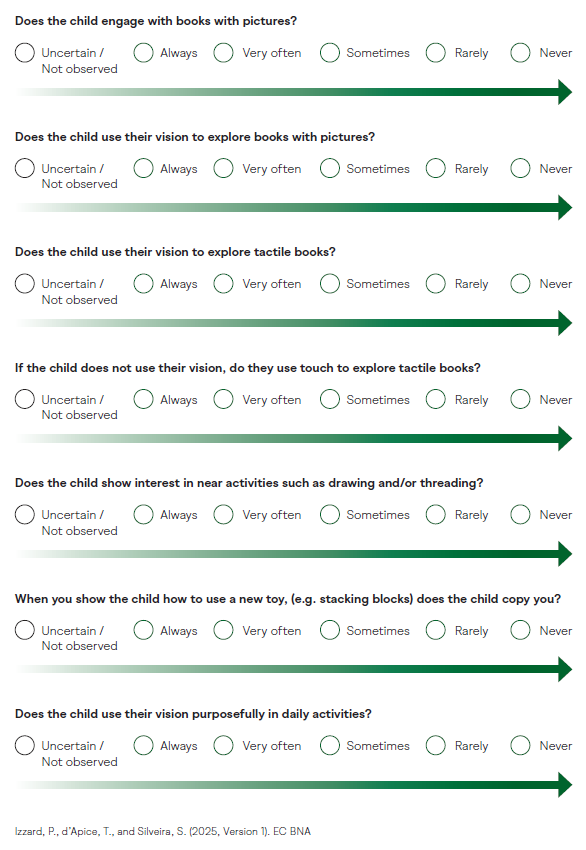 Does the child engage with books with pictures?
Uncertain / Always Very often Sometimes Rarely Never
Not observed
Does the child use their vision to explore books with pictures?
Uncertain / Always Very often Sometimes Rarely Never
Not observed
Does the child use their vision to explore tactile books?
Uncertain / Always Very often Sometimes Rarely Never
Not observed
If the child does not use their vision, do they use touch to explore tactile books?
Uncertain / Always Very often Sometimes Rarely Never
Not observed
Does the child show interest in near activities such as drawing and/or threading?
Uncertain / Always Very often Sometimes Rarely Never
Not observed
When you show the child how to use a new toy, (e.g. stacking blocks) does the child copy you?
Uncertain / Always Very often Sometimes Rarely Never
Not observed
Does the child use their vision purposefully in daily activities?
Uncertain / Always Very often Sometimes Rarely Never
Not observed
Izzard, P., d'Apice, T., and Silveira, S. (2025, Version 1). EC BNA